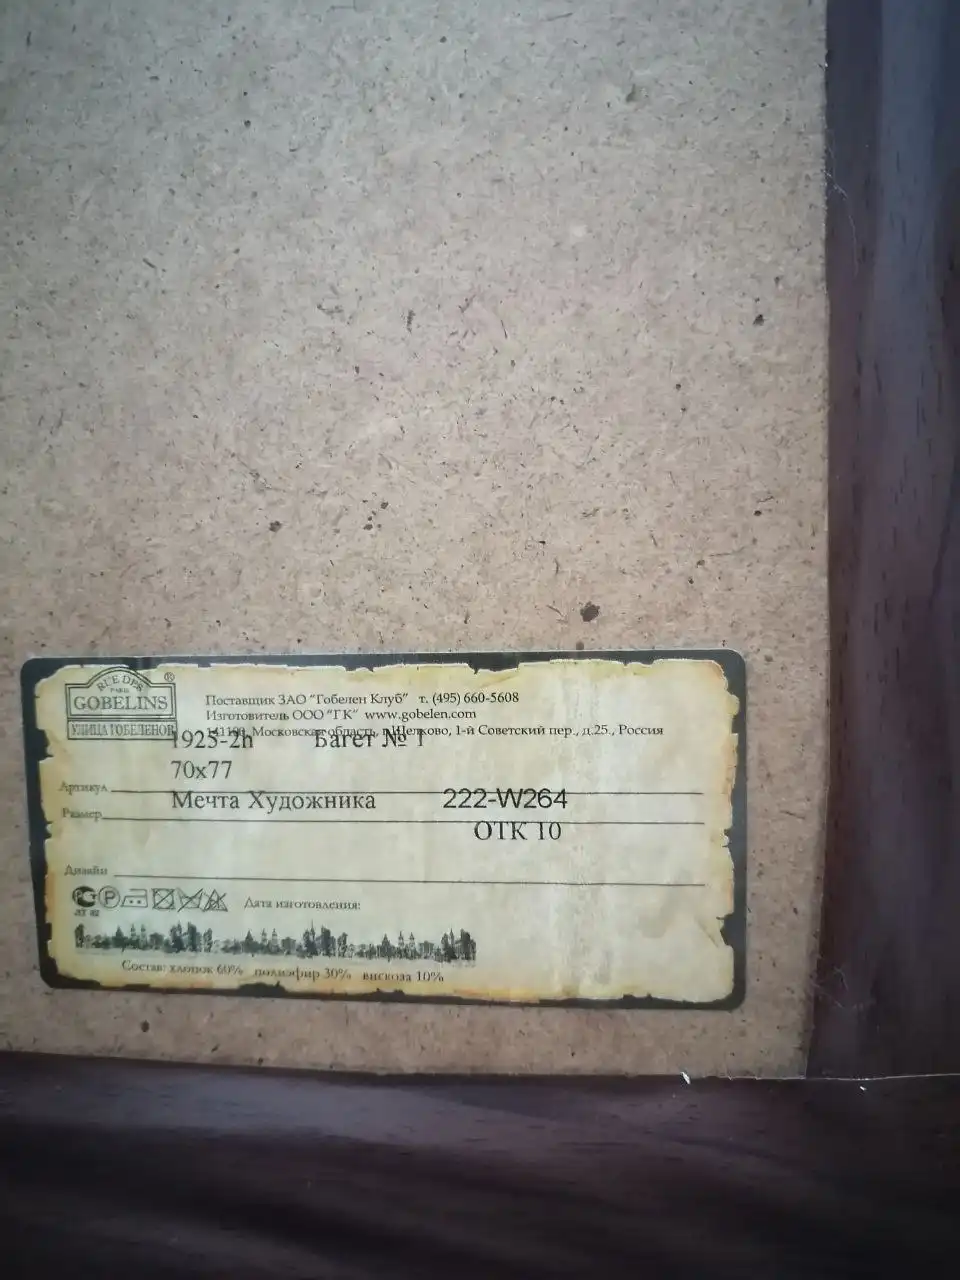 RUE DES
PARIS
GOBELINS
УЛИЦА ГОБЕЛЕНОВ
®
Поставщик ЗАО "Гобелен Клуб" т. (495) 660-5608
Изготовитель ООО "ГК" www.gobelen.com
141100, Московская область, г.Щелково, 1-й Советский пер., д.25., Россия
1925-2h Багет № 1
70x77
Артикул
Мечта Художника 222-W264
Размер
ОТК 10
Дизайн
Дата изготовления:
Состав: хлопок 60% полиэфир 30% вискоза 10%